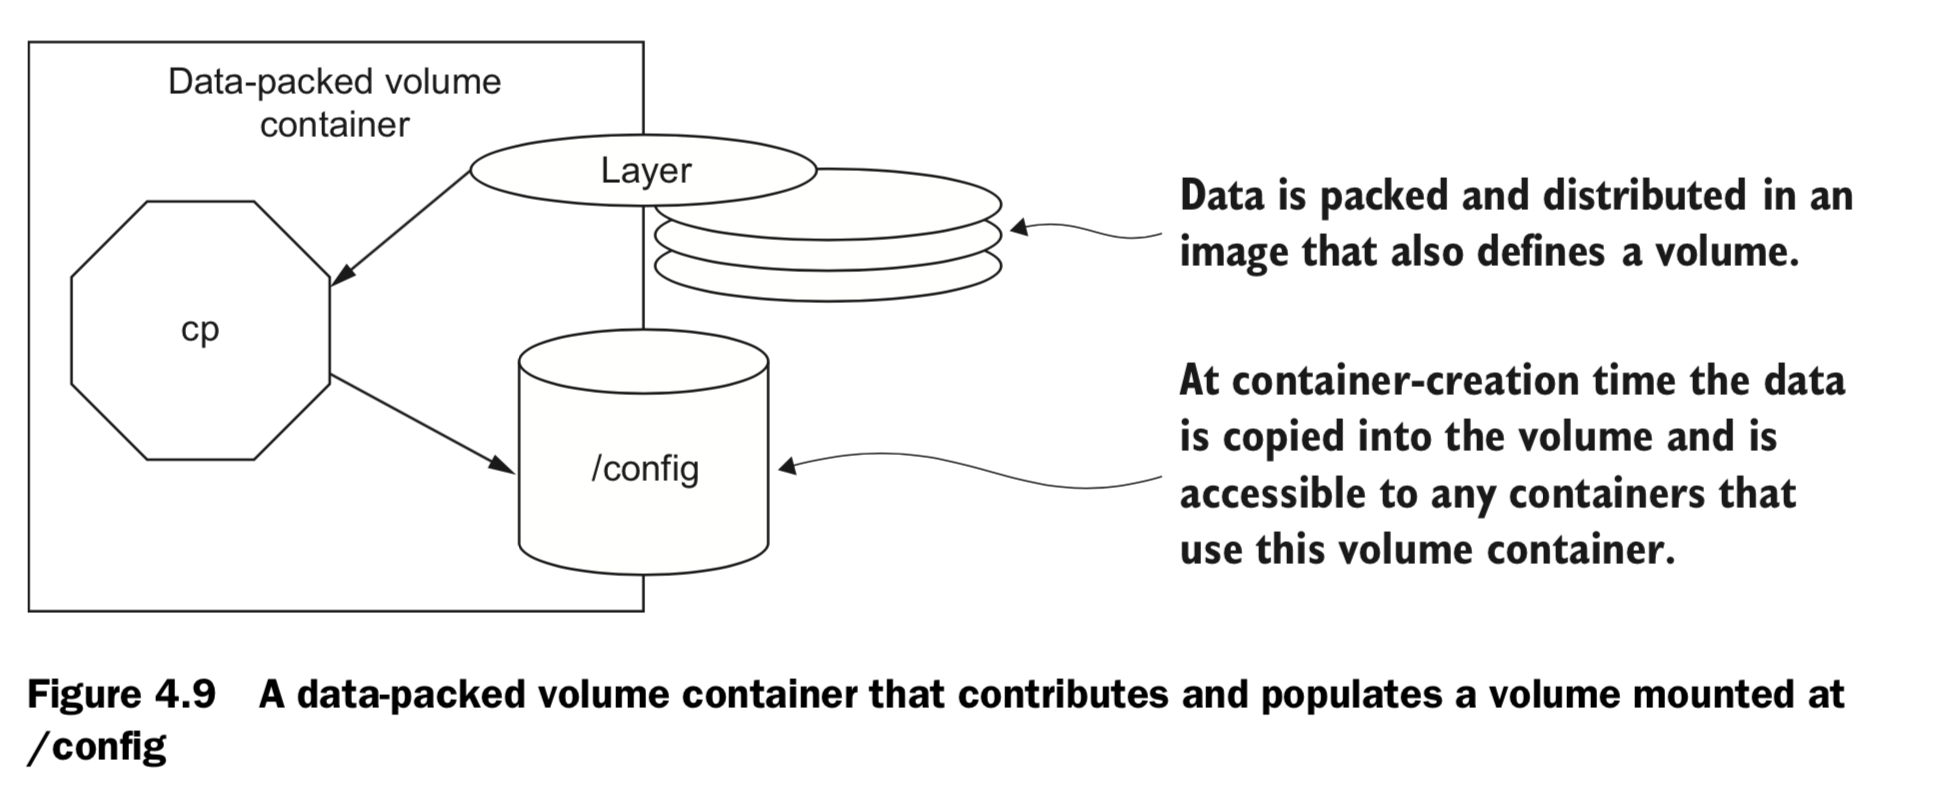 Data-packed volume
container
Layer
cp
/config
Data is packed and distributed in an
image that also defines a volume.
At container-creation time the data
is copied into the volume and is
accessible to any containers that
use this volume container.
Figure 4.9 A data-packed volume container that contributes and populates a volume mounted at
/config